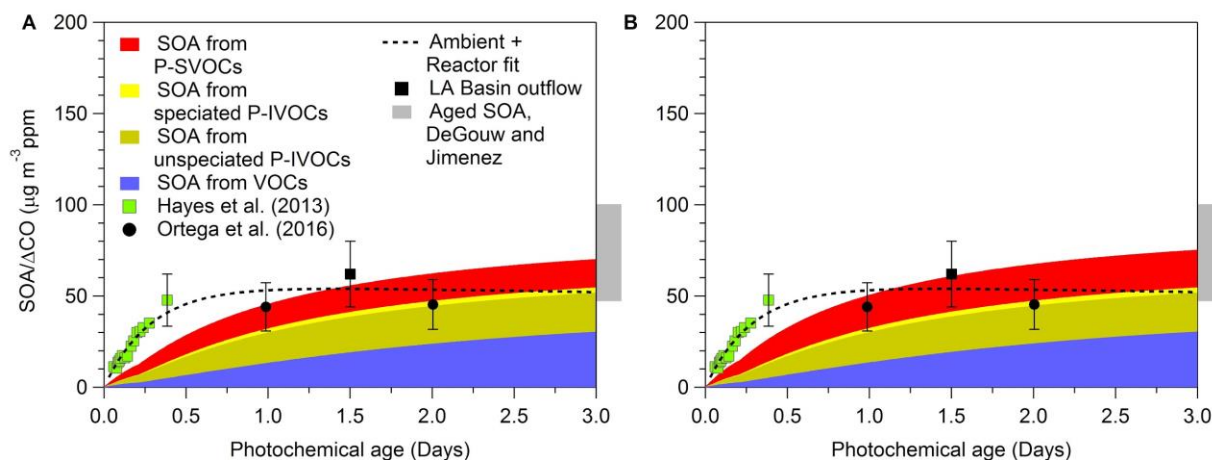 A
B
200
150
100
50
0
SOA/ΔCO (μg m⁻³ ppm)
SOA from
P-SVOCs
SOA from
speciated P-IVOCs
SOA from
unspeciated P-IVOCs
SOA from VOCs
Hayes et al. (2013)
Ortega et al. (2016)
Ambient +
Reactor fit
LA Basin outflow
Aged SOA,
DeGouw and
Jimenez
0.0 0.5 1.0 1.5 2.0 2.5 3.0
Photochemical age (Days)
200
150
100
50
0
0.0 0.5 1.0 1.5 2.0 2.5 3.0
Photochemical age (Days)